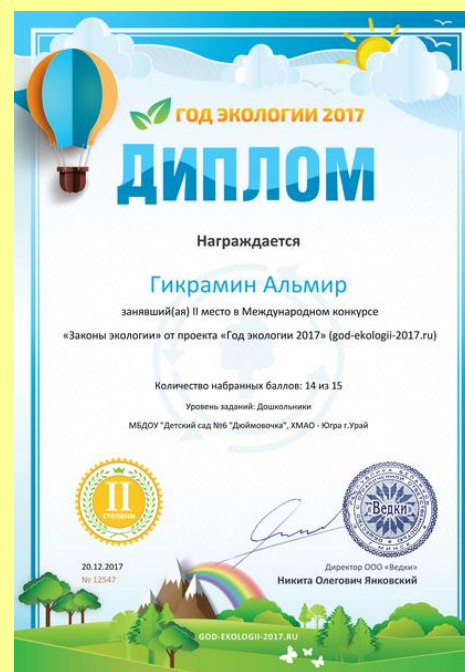 ГОД ЭКОЛОГИИ 2017
ДИПЛОМ
Награждается
Гикрамин Альмир
занявший(ая) II место в Международном конкурсе
«Законы экологии» от проекта «Год экологии 2017» (god-ekologii-2017.ru)
Количество набранных баллов: 14 из 15
Уровень заданий: Дошкольники
МБДОУ "Детский сад №6 "Дюймовочка", ХМАО - Югра г.Урай
II
степени
«Ведки»
20.12.2017
№ 12547
Директор ООО «Ведки»
Никита Олегович Янковский
GOD-EKOLOGII-2017.RU